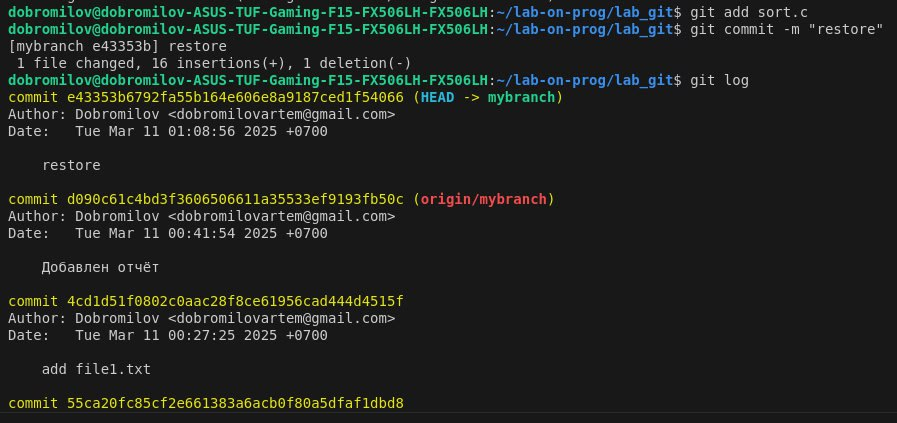 dobromilov@dobromilov-ASUS-TUF-Gaming-F15-FX506LH-FX506LH:~/lab-on-prog/lab_git$ git add sort.c
dobromilov@dobromilov-ASUS-TUF-Gaming-F15-FX506LH-FX506LH:~/lab-on-prog/lab_git$ git commit -m "restore"
[mybranch e43353b] restore
 1 file changed, 16 insertions(+), 1 deletion(-)
dobromilov@dobromilov-ASUS-TUF-Gaming-F15-FX506LH-FX506LH:~/lab-on-prog/lab_git$ git log
commit e43353b6792fa55b164e606e8a9187ced1f54066 (HEAD -> mybranch)
Author: Dobromilov <dobromilovartem@gmail.com>
Date:   Tue Mar 11 01:08:56 2025 +0700
    restore
commit d090c61c4bd3f3606506611a35533ef9193fb50c (origin/mybranch)
Author: Dobromilov <dobromilovartem@gmail.com>
Date:   Tue Mar 11 00:41:54 2025 +0700
    Добавлен отчёт
commit 4cd1d51f0802c0aac28f8ce61956cad444d4515f
Author: Dobromilov <dobromilovartem@gmail.com>
Date:   Tue Mar 11 00:27:25 2025 +0700
    add file1.txt
commit 55ca20fc85cf2e661383a6acb0f80a5dfaf1dbd8